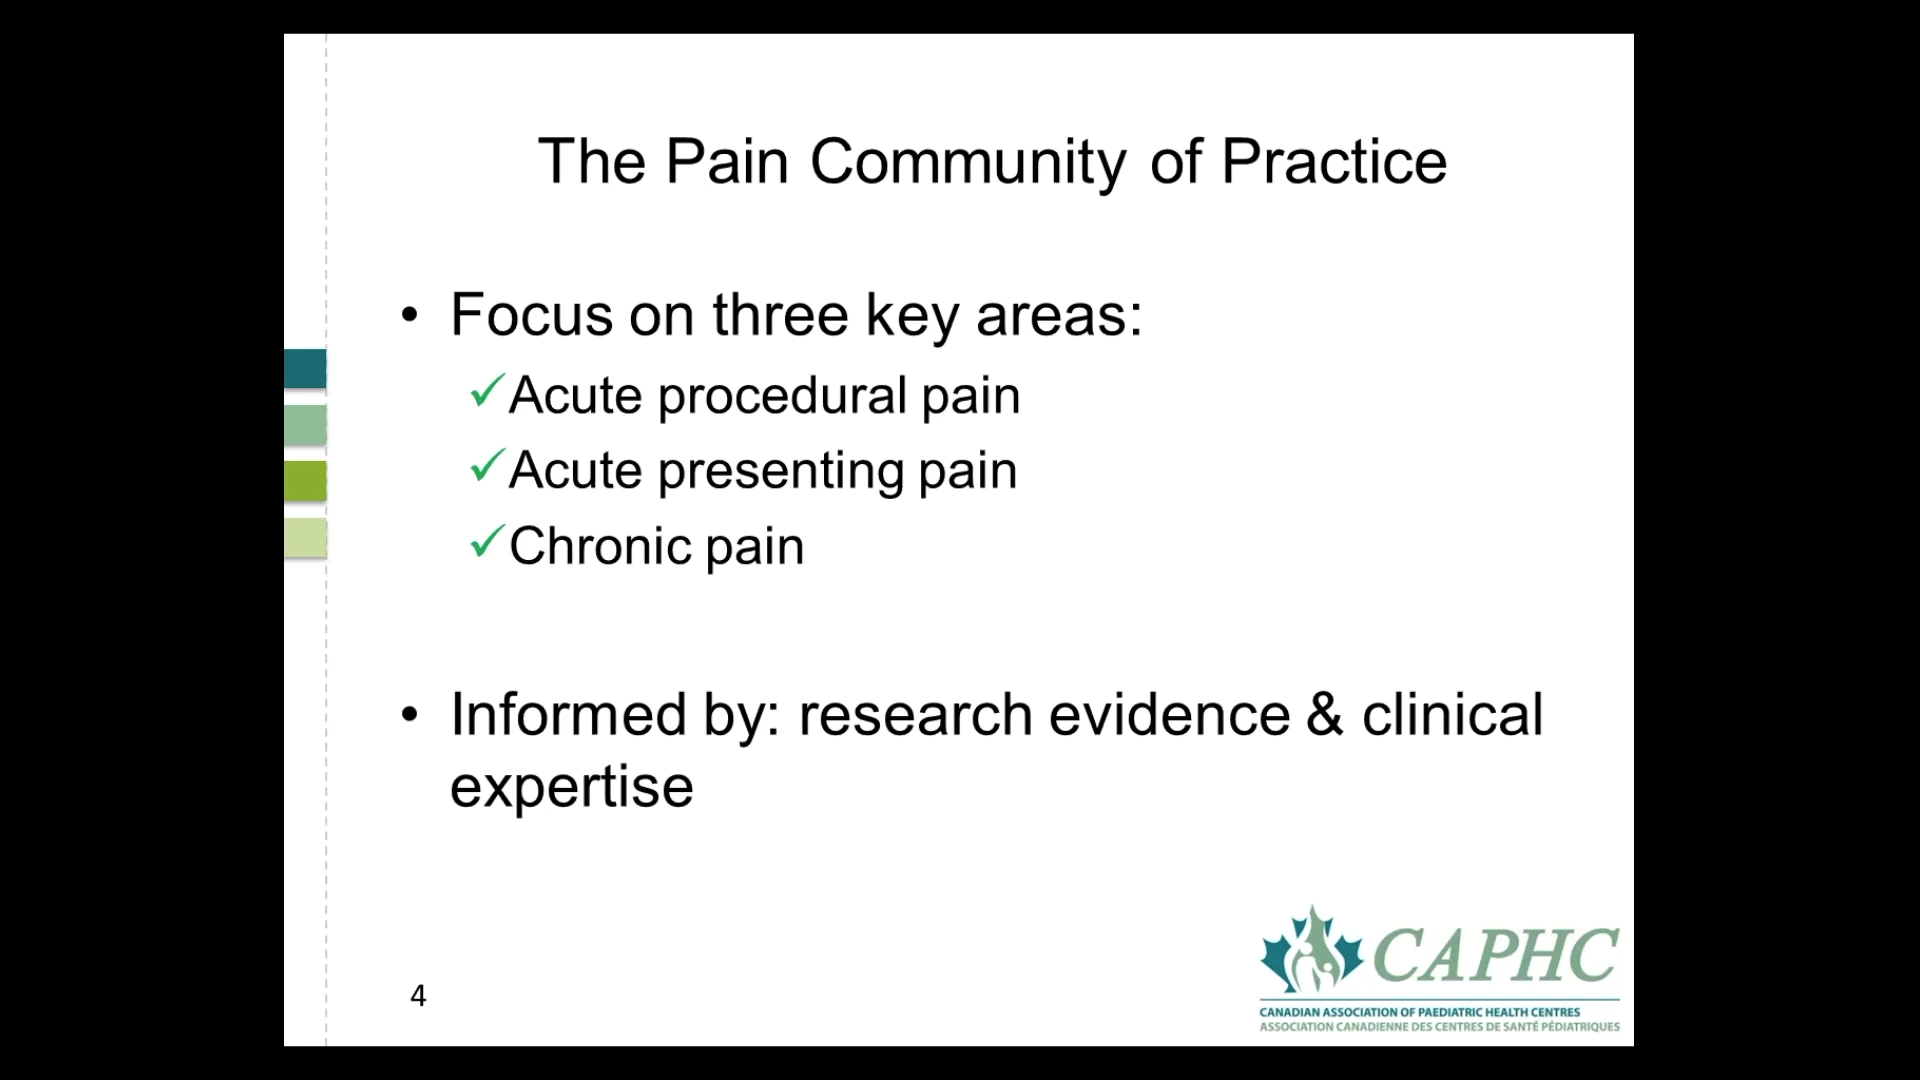 The Pain Community of Practice
• Focus on three key areas:
✓Acute procedural pain
✓Acute presenting pain
✓Chronic pain
• Informed by: research evidence & clinical
expertise
4
CAPHC
CANADIAN ASSOCIATION OF PAEDIATRIC HEALTH CENTRES
ASSOCIATION CANADIENNE DES CENTRES DE SANTÉ PÉDIATRIQUES